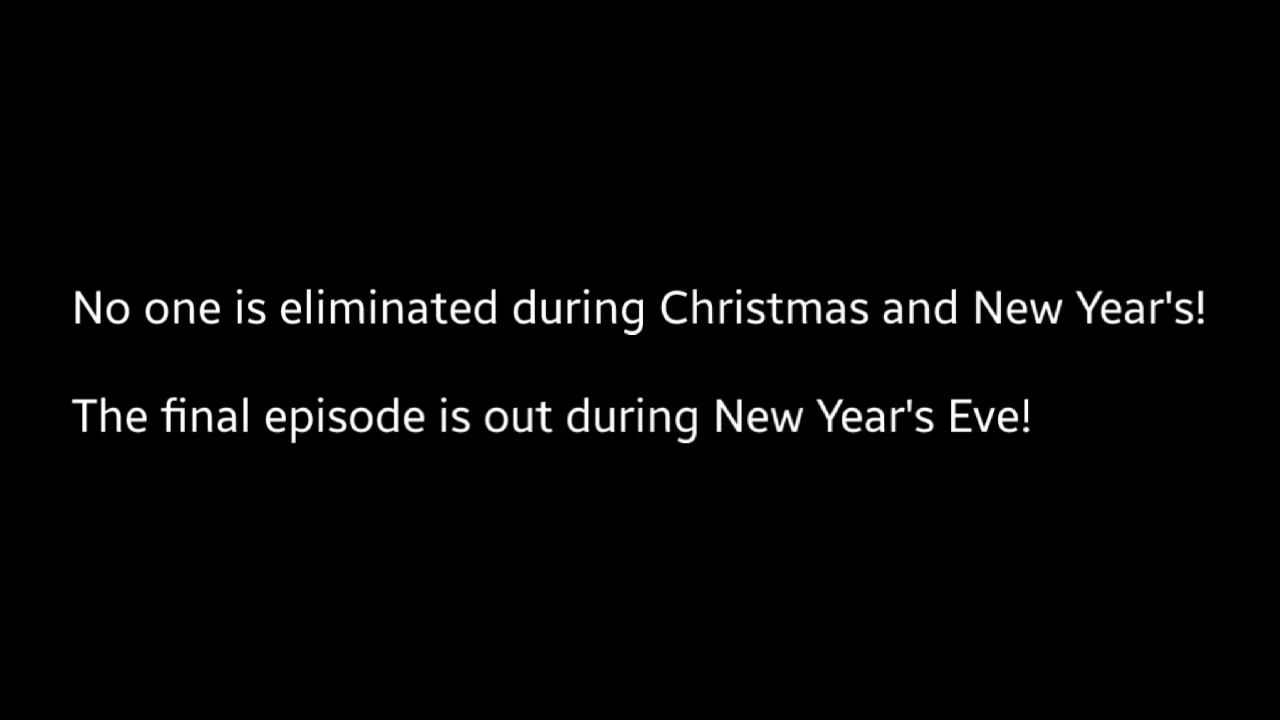 No one is eliminated during Christmas and New Year's!
The final episode is out during New Year's Eve!